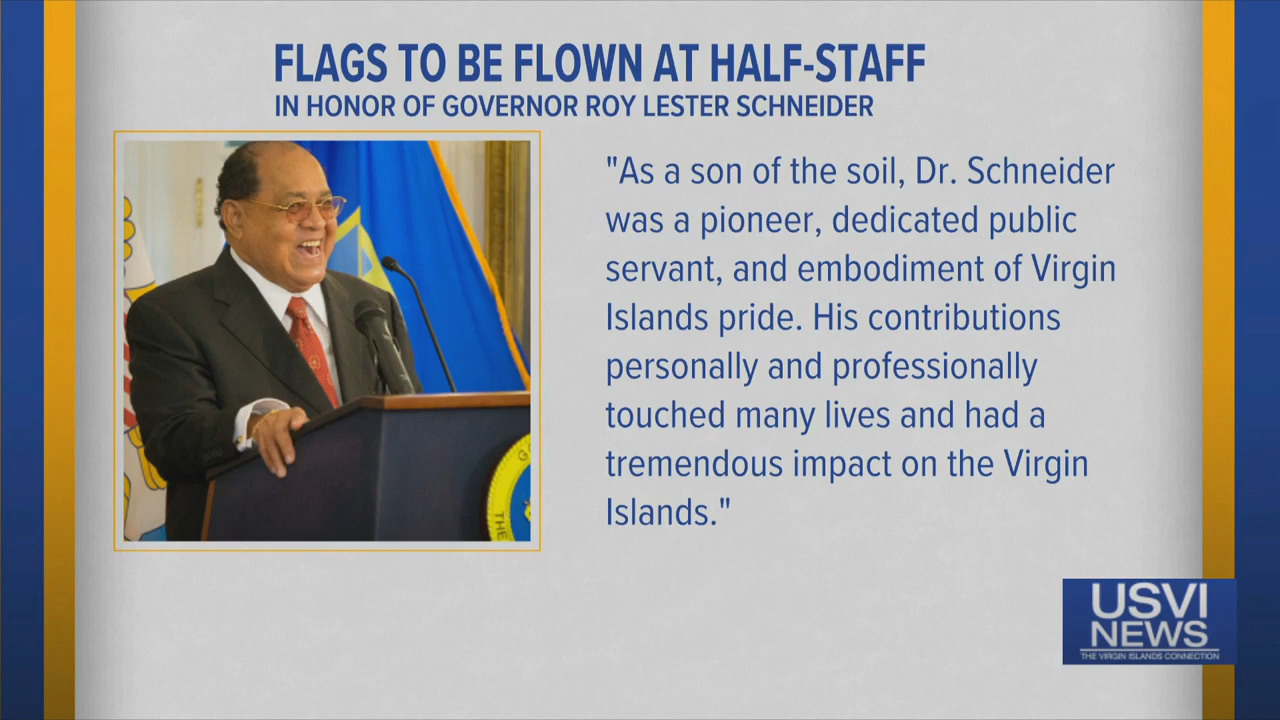 FLAGS TO BE FLOWN AT HALF-STAFF
IN HONOR OF GOVERNOR ROY LESTER SCHNEIDER
"As a son of the soil, Dr. Schneider
was a pioneer, dedicated public
servant, and embodiment of Virgin
Islands pride. His contributions
personally and professionally
touched many lives and had a
tremendous impact on the Virgin
Islands."
THE
USVI
NEWS
THE VIRGIN ISLANDS CONNECTION